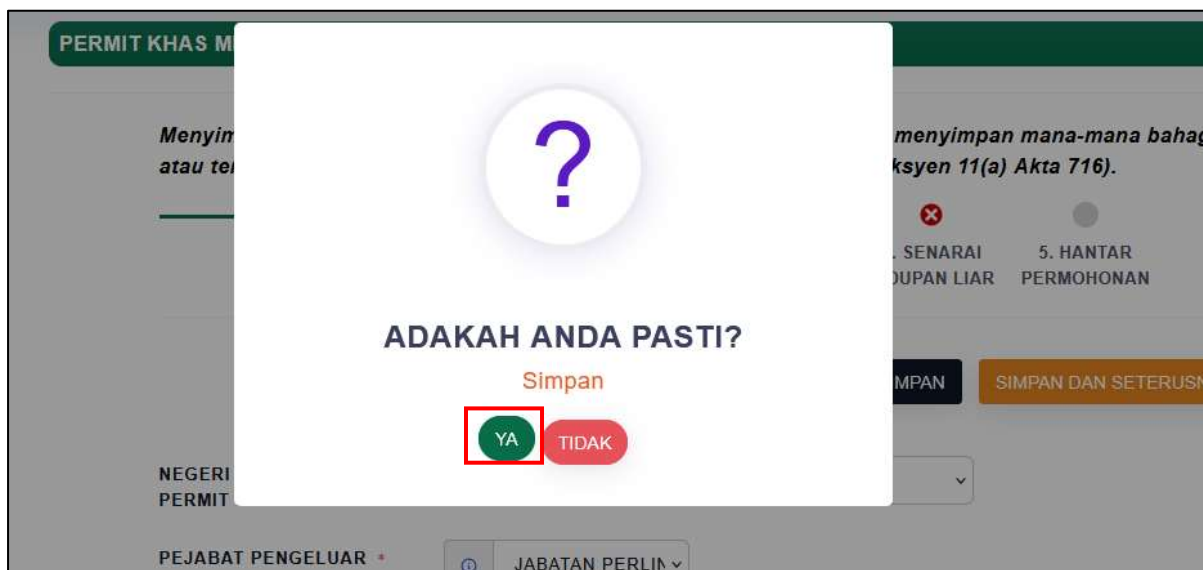 PERMIT KHAS
Menyim menyimpan mana-mana bahag
atau ter ksyen 11(a) Akta 716).
?
. SENARAI 5. HANTAR
DUPAN LIAR PERMOHONAN
ADAKAH ANDA PASTI?
Simpan
MPAN SIMPAN DAN SETERUSN
YA TIDAK
NEGERI
PERMIT
PEJABAT PENGELUAR * JABATAN PERLIN